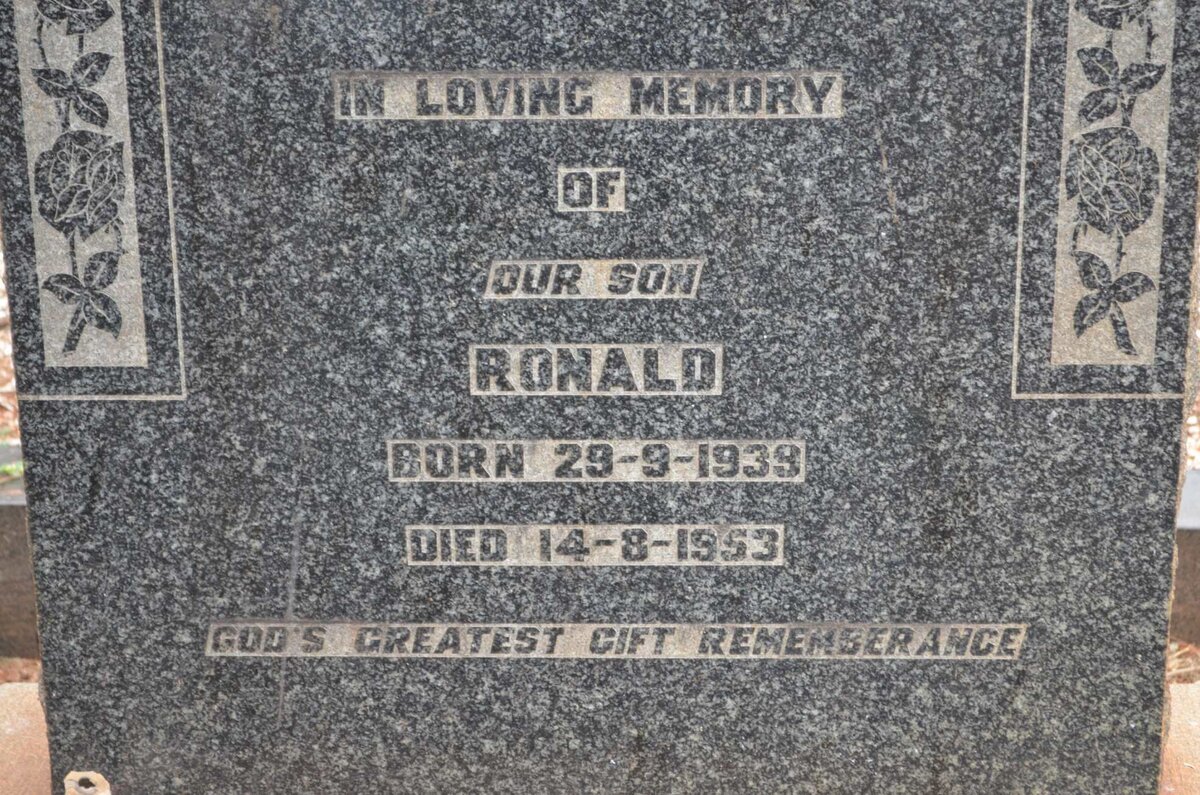 IN LOVING MEMORY
OF
OUR SON
RONALD
BORN 29-9-1939
DIED 14-8-1953
GOD'S GREATEST GIFT REMEMBERANCE